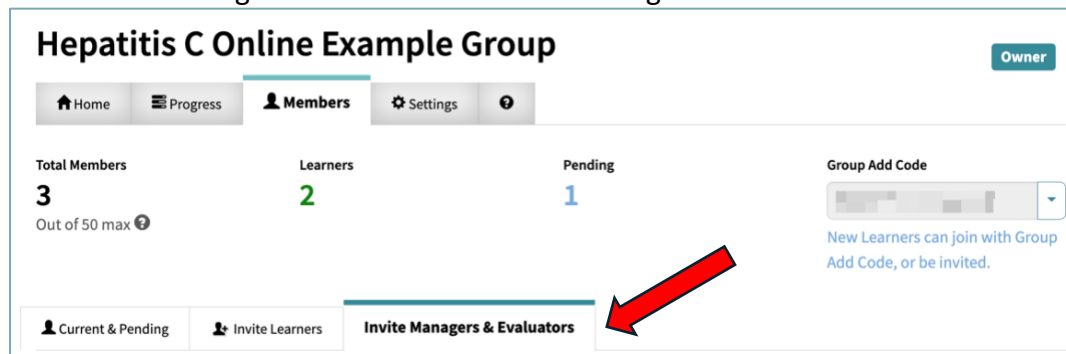 Hepatitis C Online Example Group
Owner
Home Progress Members Settings
Total Members Learners Pending Group Add Code
3 2 1
Out of 50 max
New Learners can join with Group
Add Code, or be invited.
Current & Pending Invite Learners Invite Managers & Evaluators